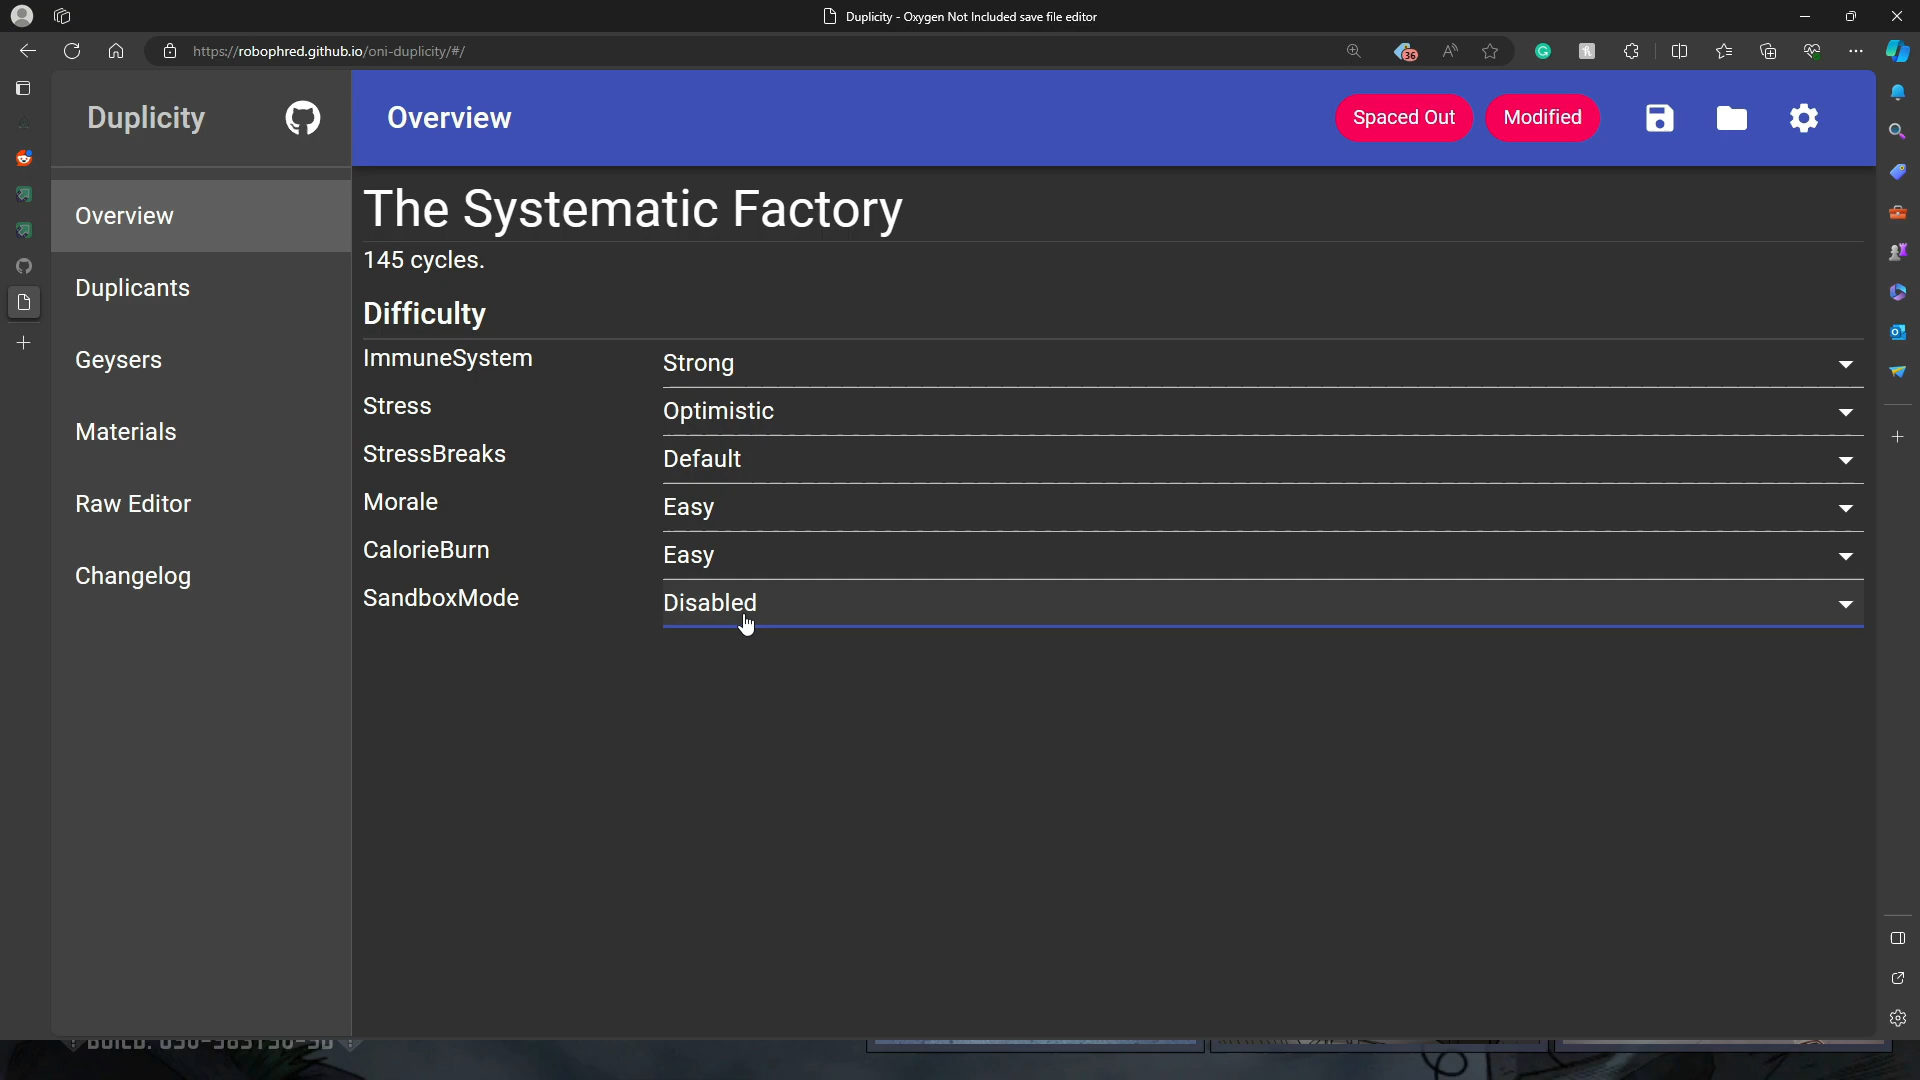 Duplicity - Oxygen Not Included save file editor
https://robophred.github.io/oni-duplicity/#/
36
Duplicity
Overview
Spaced Out
Modified
Overview
Duplicants
Geysers
Materials
Raw Editor
Changelog
The Systematic Factory
145 cycles.
Difficulty
ImmuneSystem
Strong
Stress
Optimistic
StressBreaks
Default
Morale
Easy
CalorieBurn
Easy
SandboxMode
Disabled